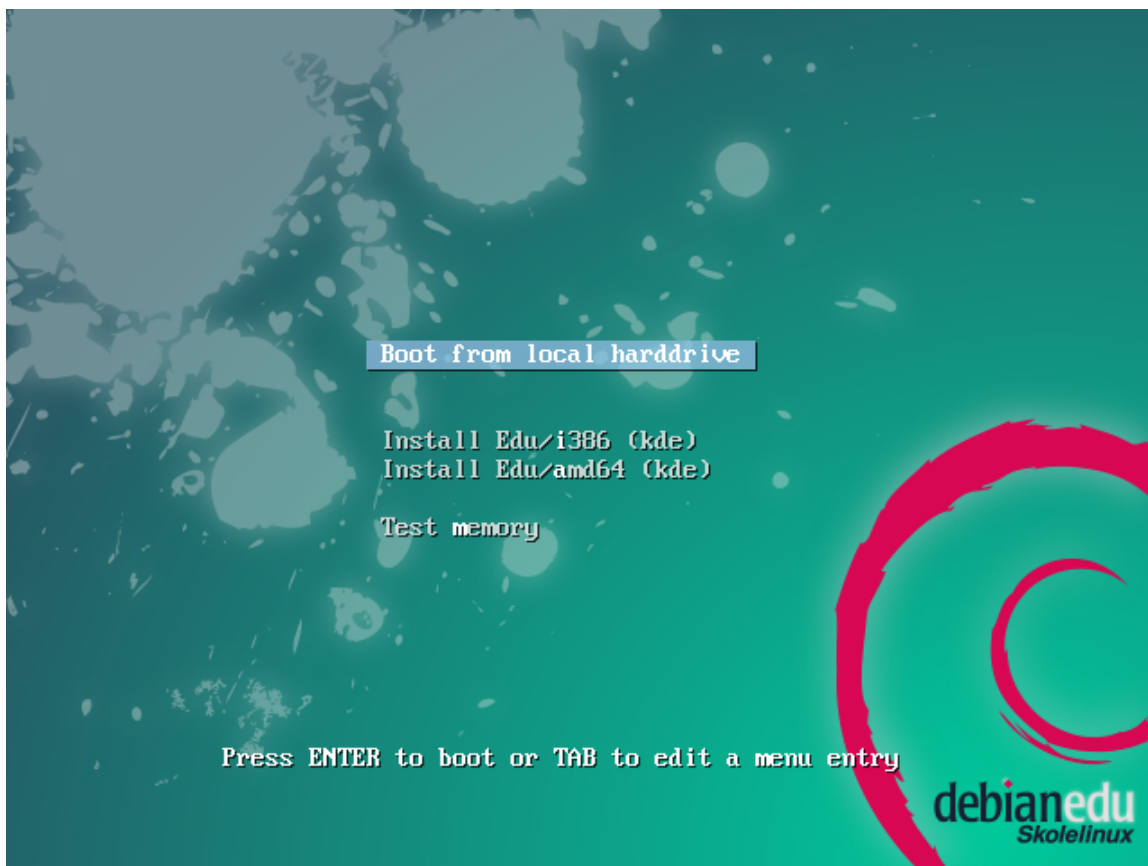 Boot from local harddrive
Install Edu/i386 (kde)
Install Edu/amd64 (kde)
Test memory
Press ENTER to boot or TAB to edit a menu entry
debianedu
Skolelinux